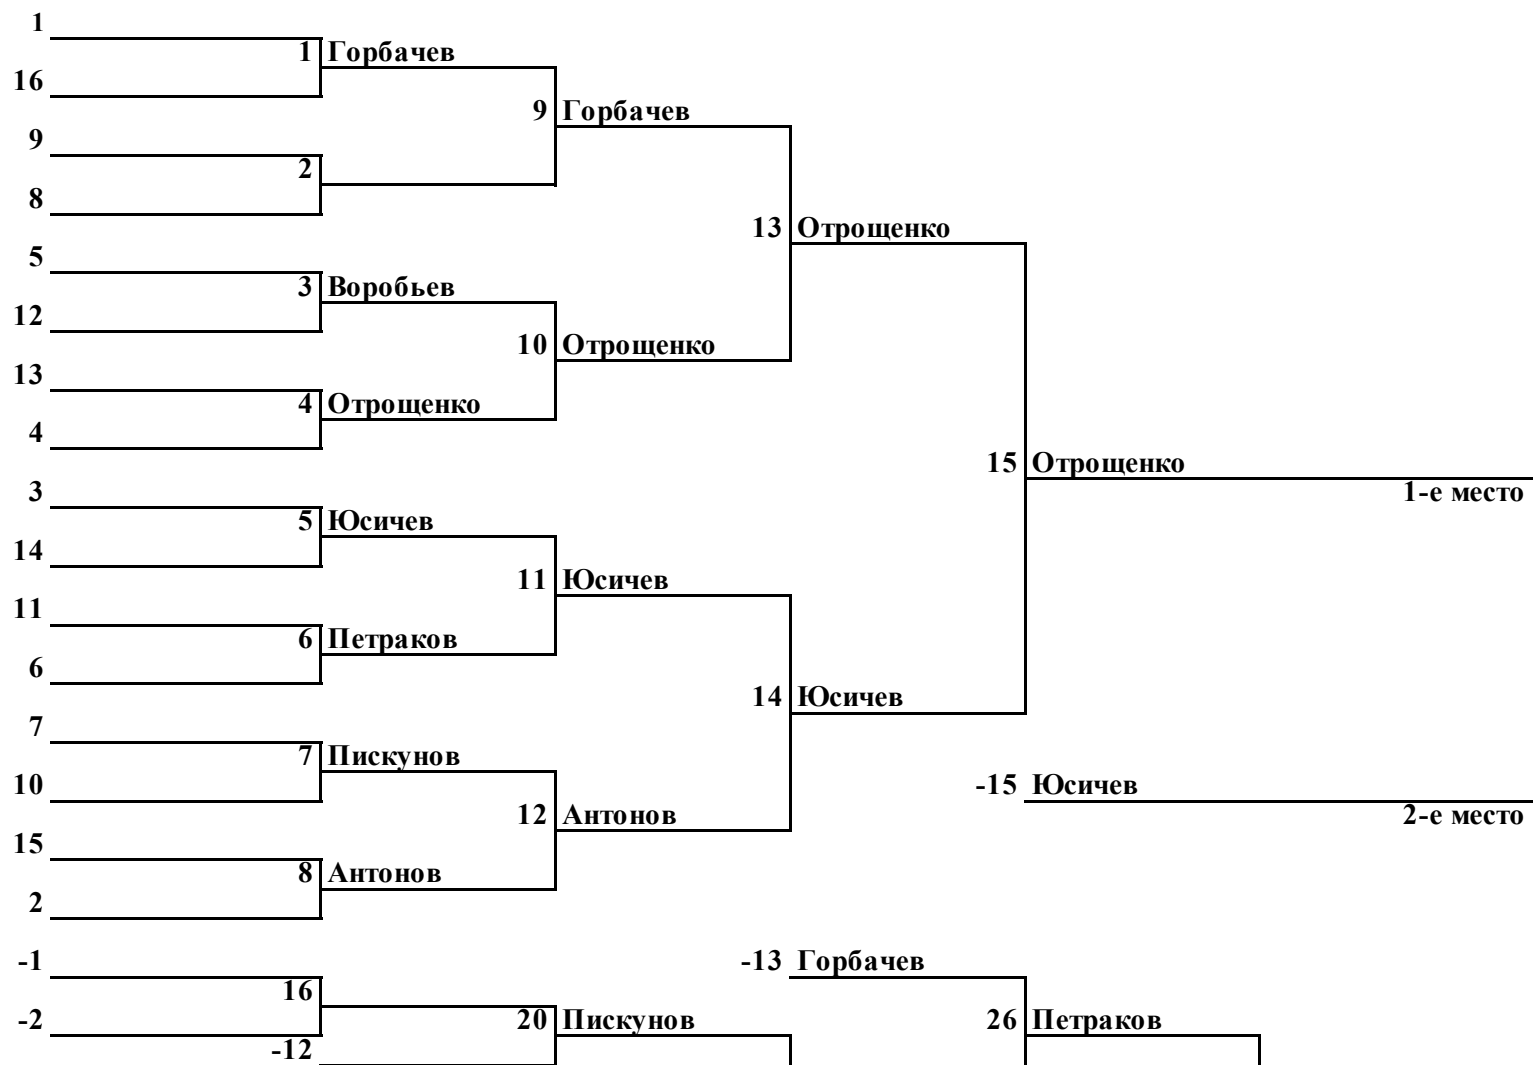 1
1 Горбачев
16
9 Горбачев
9
2
8
13 Отрощенко
5
3 Воробьев
12
10 Отрощенко
13
4 Отрощенко
4
15 Отрощенко
3
1-е место
5 Юсичев
14
11 Юсичев
11
6 Петраков
6
14 Юсичев
7
7 Пискунов
10
-15 Юсичев
12 Антонов
2-е место
15
8 Антонов
2
-1
-13 Горбачев
16
-2
20 Пискунов
26 Петраков
-12